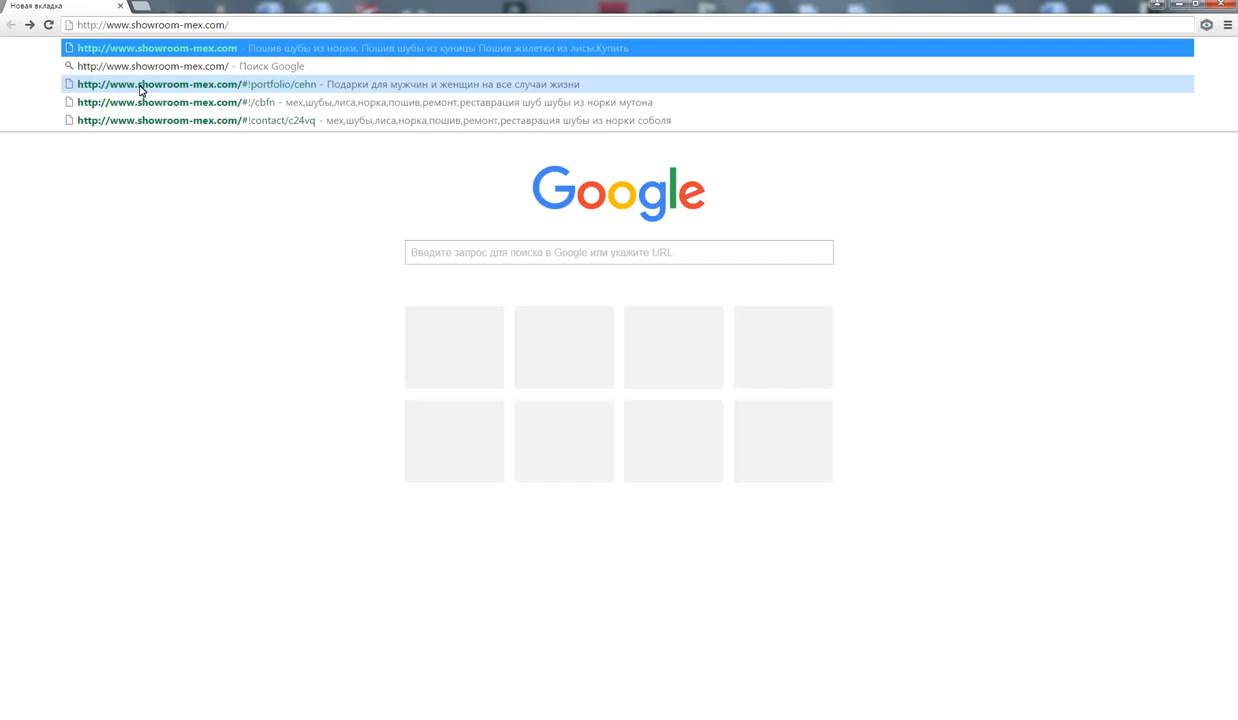 Новая вкладка
http://www.showroom-mex.com/
http://www.showroom-mex.com - Пошив шубы из норки. Пошив шубы из куницы Пошив жилетки из лисы.Купить
http://www.showroom-mex.com/ - Поиск Google
http://www.showroom-mex.com/#!portfolio/cehn - Подарки для мужчин и женщин на все случаи жизни
http://www.showroom-mex.com/#!/cbfn - мех,шубы,лиса,норка,пошив,ремонт,реставрация шуб шубы из норки мутона
http://www.showroom-mex.com/#!contact/c24vq - мех,шубы,лиса,норка,пошив,ремонт,реставрация шубы из норки соболя
Google
Введите запрос для поиска в Google или укажите URL